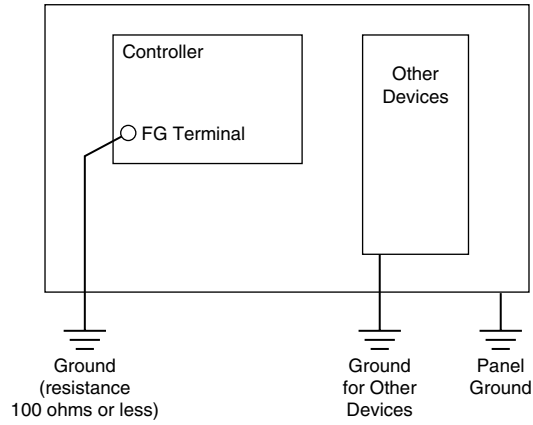 Controller
FG Terminal
Other
Devices
Ground
(resistance
100 ohms or less)
Ground
for Other
Devices
Panel
Ground